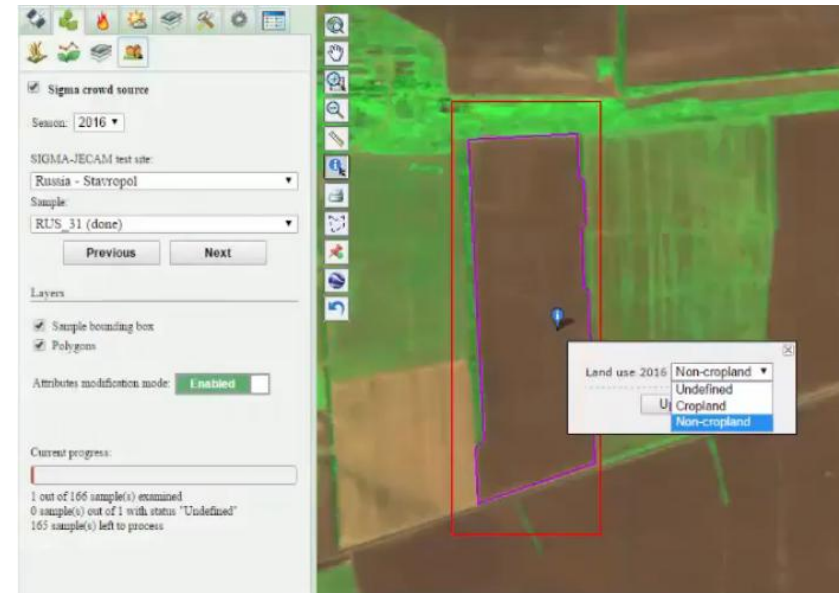 Sigma crowd source
Season: 2016
SIGMA-JECAM test site:
Russia - Stavropol
Sample:
RUS_31 (done)
Previous Next
Layers
Sample bounding box
Polygons
Attributes modification mode: Enabled
Current progress:
1 out of 166 sample(s) examined
0 sample(s) out of 1 with status "Undefined"
165 sample(s) left to process
Land use 2016 Non-cropland
Undefined
Cropland
Non-cropland